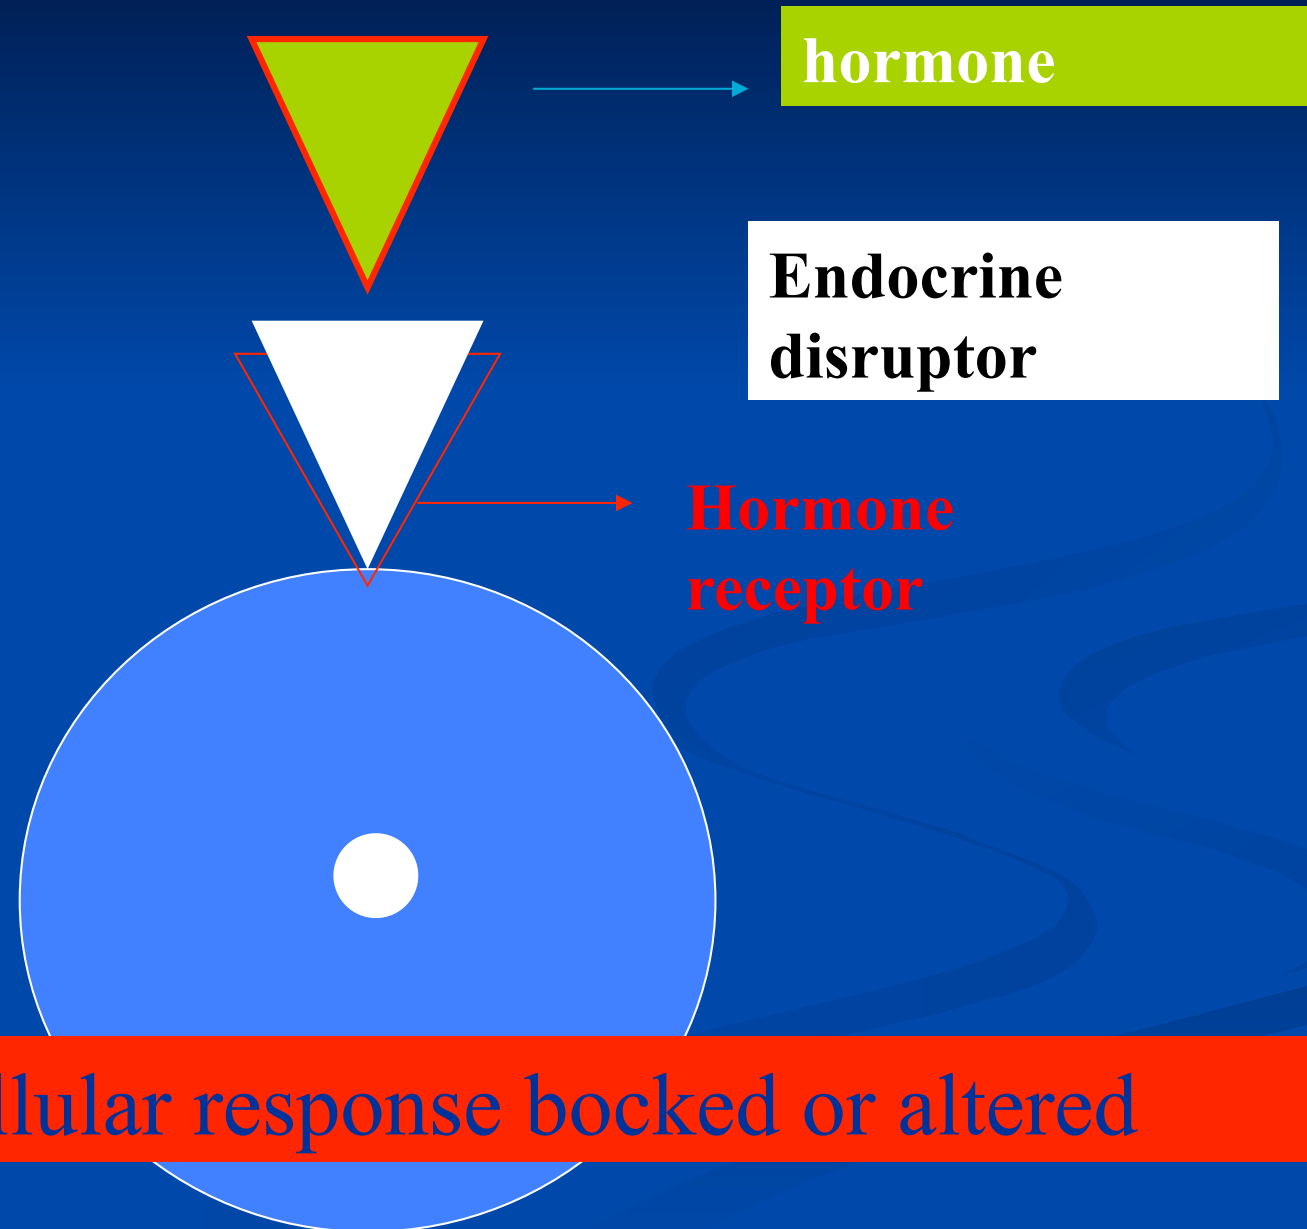 hormone
Endocrine
disruptor
Hormone
receptor
llular response bocked or altered